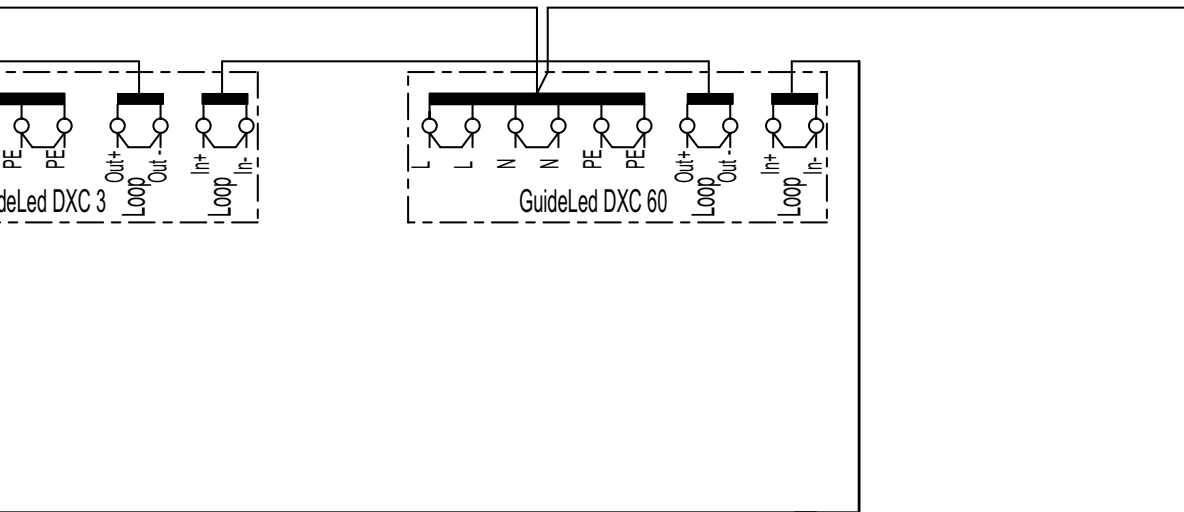 PE PE Out+ Out - In+ In-
Loop Loop
deLed DXC 3
L L N N PE PE Out+ Out - In+ In-
Loop Loop
GuideLed DXC 60